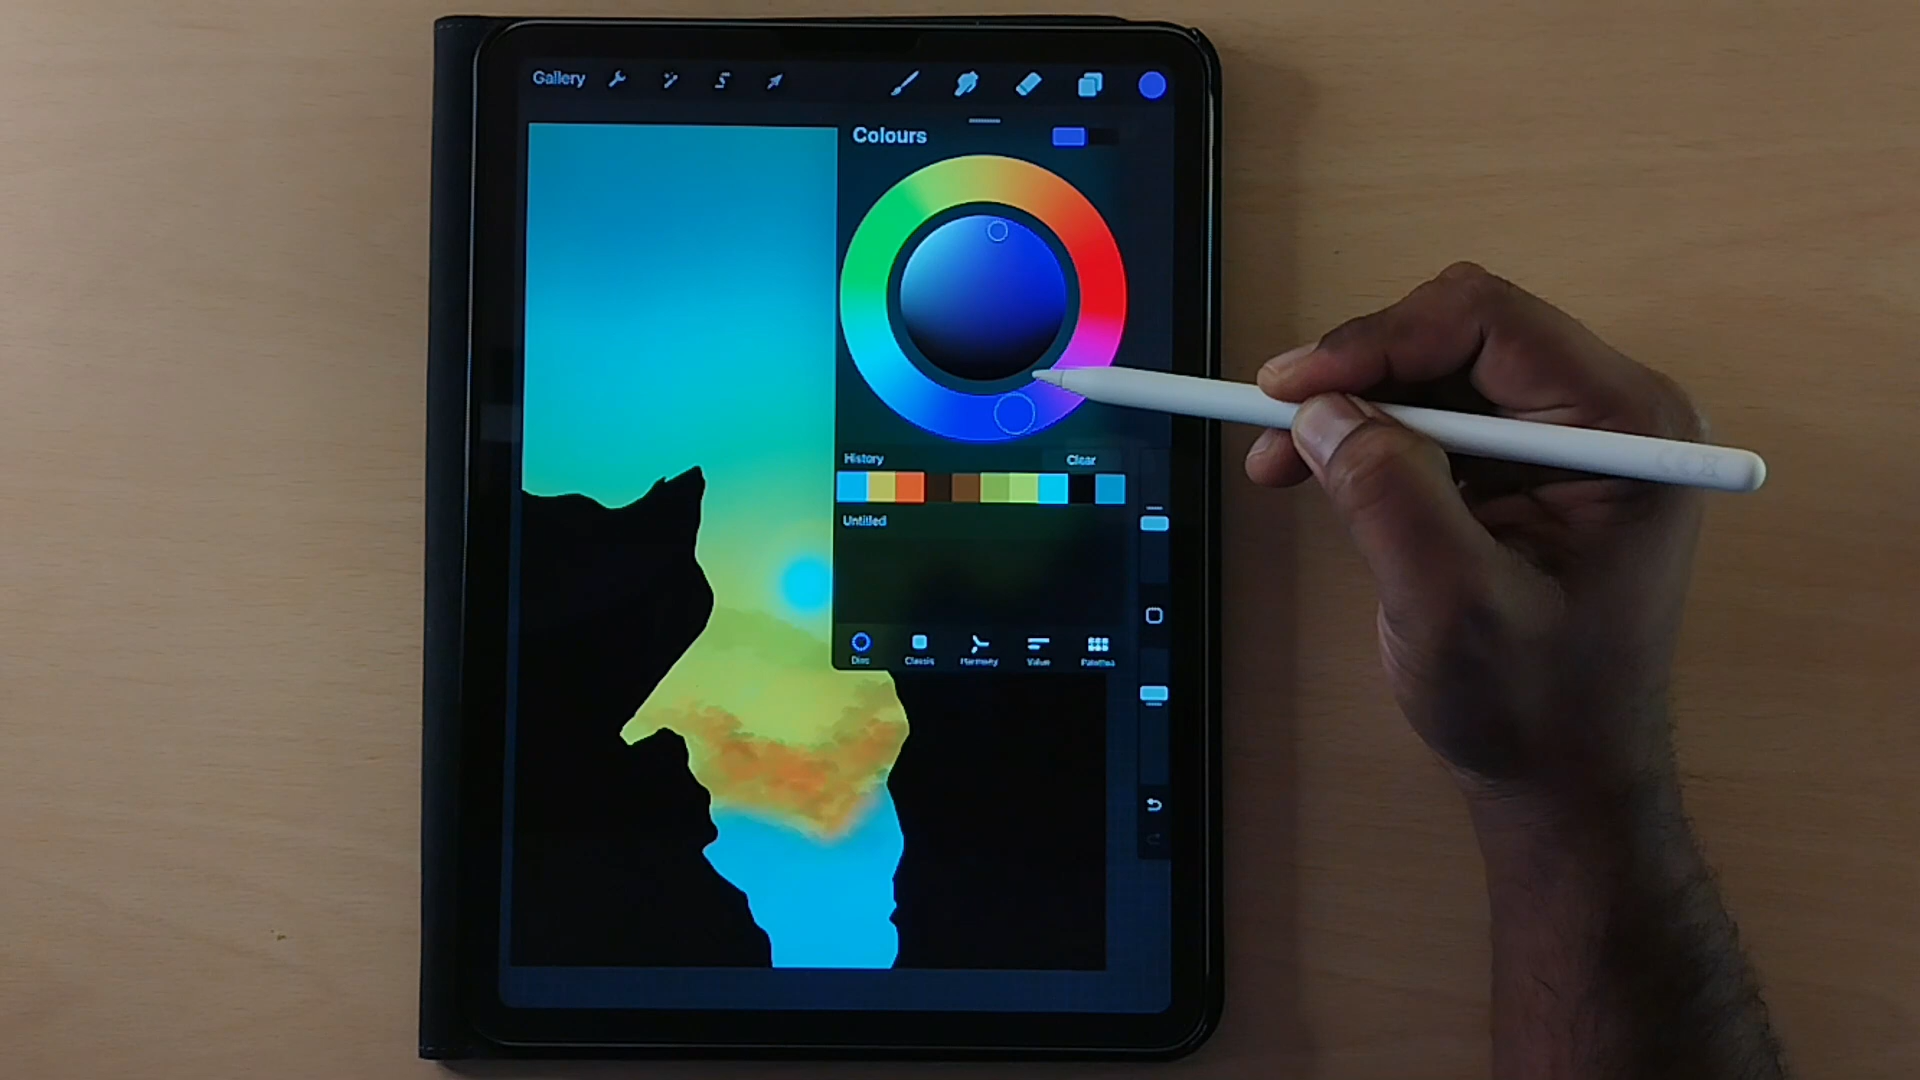 Gallery
Colours
History Clear
Untitled
Disc Classic Harmony Value Palettes